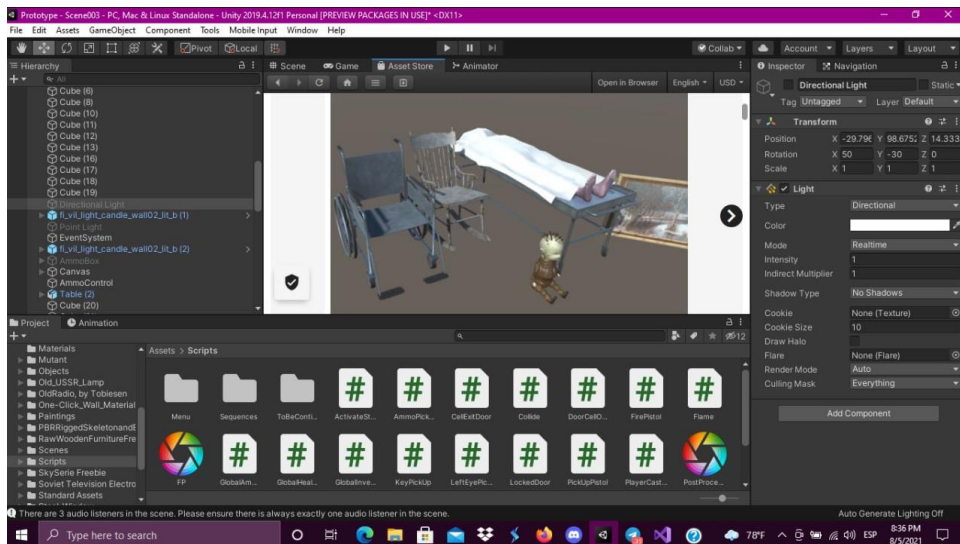 Prototype - Scene003 - PC, Mac & Linux Standalone - Unity 2019.4.12f1 Personal [PREVIEW PACKAGES IN USE]* <DX11>
File Edit Assets GameObject Component Tools Mobile Input Window Help
Pivot Local Collab Account Layers Layout
Hierarchy
All
Cube (6)
Cube (8)
Cube (10)
Cube (11)
Cube (12)
Cube (13)
Cube (16)
Cube (17)
Cube (18)
Cube (19)
Directional Light
fi_vil_light_candle_wall02_lit_b (1)
Point Light
EventSystem
fi_vil_light_candle_wall02_lit_b (2)
AmmoBox
Canvas
AmmoControl
Table (2)
Cube (20)
Scene Game Asset Store Animator
Open in Browser English USD
Inspector Navigation
Directional Light Static
Tag Untagged Layer Default
Transform
Position X -29.796 Y 98.6752 Z 14.333
Rotation X 50 Y -30 Z 0
Scale X 1 Y 1 Z 1
Light
Type Directional
Color
Mode Realtime
Intensity 1
Indirect Multiplier 1
Shadow Type No Shadows
Cookie None (Texture)
Cookie Size 10
Draw Halo
Flare None (Flare)
Render Mode Auto
Culling Mask Everything
Add Component
Project Animation
12
Materials
Mutant
Objects
Old_USSR_Lamp
OldRadio, by Tobiesen
One-Click_Wall_Material
Paintings
PBRRiggedSkeletonandE
RawWoodenFurnitureFre
Scenes
Scripts
SkySerie Freebie
Soviet Television Electro
Standard Assets
Assets > Scripts
Menu Sequences ToBeConti... ActivateSt... AmmoPick... CellExitDoor Collide DoorCellO... FirePistol Flame
FP GlobalAm... GlobalHeal... GlobalInve... KeyPickUp LeftEyePic... LockedDoor PickUpPistol PlayerCast... PostProce...
There are 3 audio listeners in the scene. Please ensure there is always exactly one audio listener in the scene.
Auto Generate Lighting Off
Type here to search
78°F ESP 8:36 PM
8/5/2021